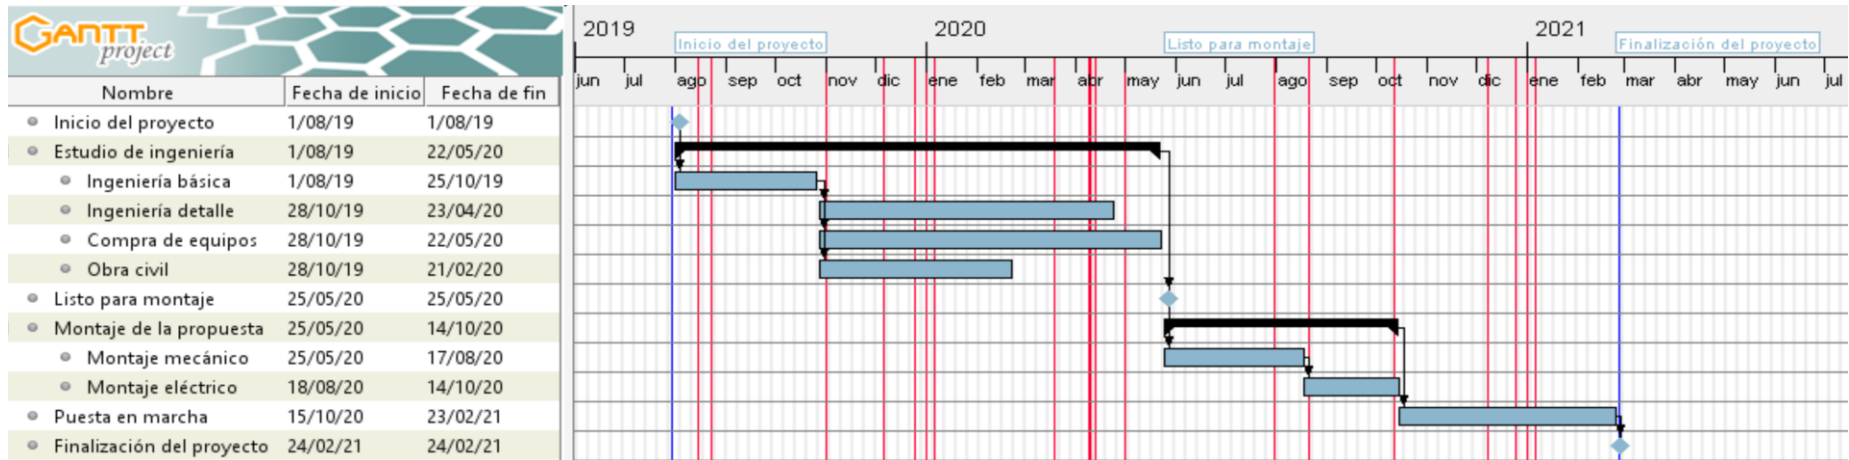 GANTT
project
Nombre Fecha de inicio Fecha de fin
Inicio del proyecto 1/08/19 1/08/19
Estudio de ingeniería 1/08/19 22/05/20
Ingeniería básica 1/08/19 25/10/19
Ingeniería detalle 28/10/19 23/04/20
Compra de equipos 28/10/19 22/05/20
Obra civil 28/10/19 21/02/20
Listo para montaje 25/05/20 25/05/20
Montaje de la propuesta 25/05/20 14/10/20
Montaje mecánico 25/05/20 17/08/20
Montaje eléctrico 18/08/20 14/10/20
Puesta en marcha 15/10/20 23/02/21
Finalización del proyecto 24/02/21 24/02/21
2019 2020 2021
Inicio del proyecto Listo para montaje Finalización del proyecto
jun jul ago sep oct nov dic ene feb mar abr may jun jul ago sep oct nov dic ene feb mar abr may jun jul